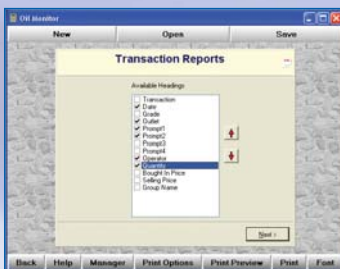 Oil Monitor
New Open Save
Transaction Reports
Available Headings
Transaction
Date
Grade
Outlet
Prompt1
Prompt2
Prompt3
Prompt4
Operator
Quantity
Bought In Price
Selling Price
Group Name
Next >
Back Help Manager Print Options Print Preview Print Font